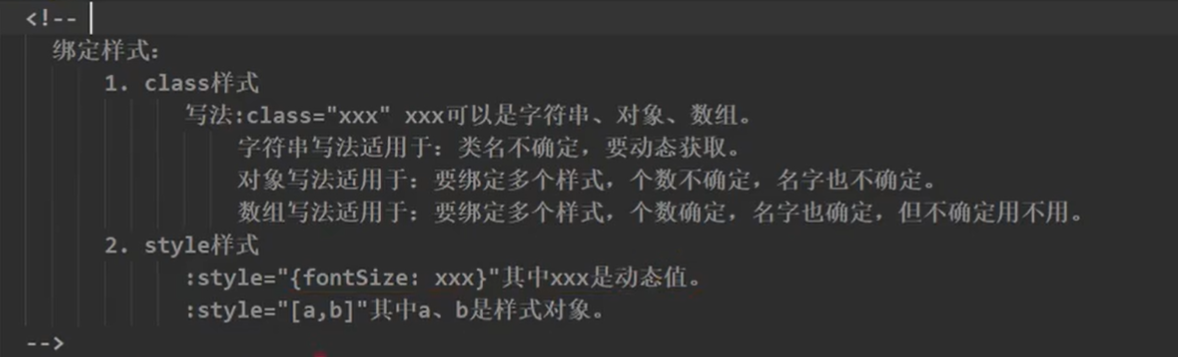 <!--
绑定样式：
1. class样式
写法:class="xxx" xxx可以是字符串、对象、数组。
字符串写法适用于：类名不确定，要动态获取。
对象写法适用于：要绑定多个样式，个数不确定，名字也不确定。
数组写法适用于：要绑定多个样式，个数确定，名字也确定，但不确定用不用。
2. style样式
:style="{fontSize: xxx}"其中xxx是动态值。
:style="[a,b]"其中a、b是样式对象。
-->